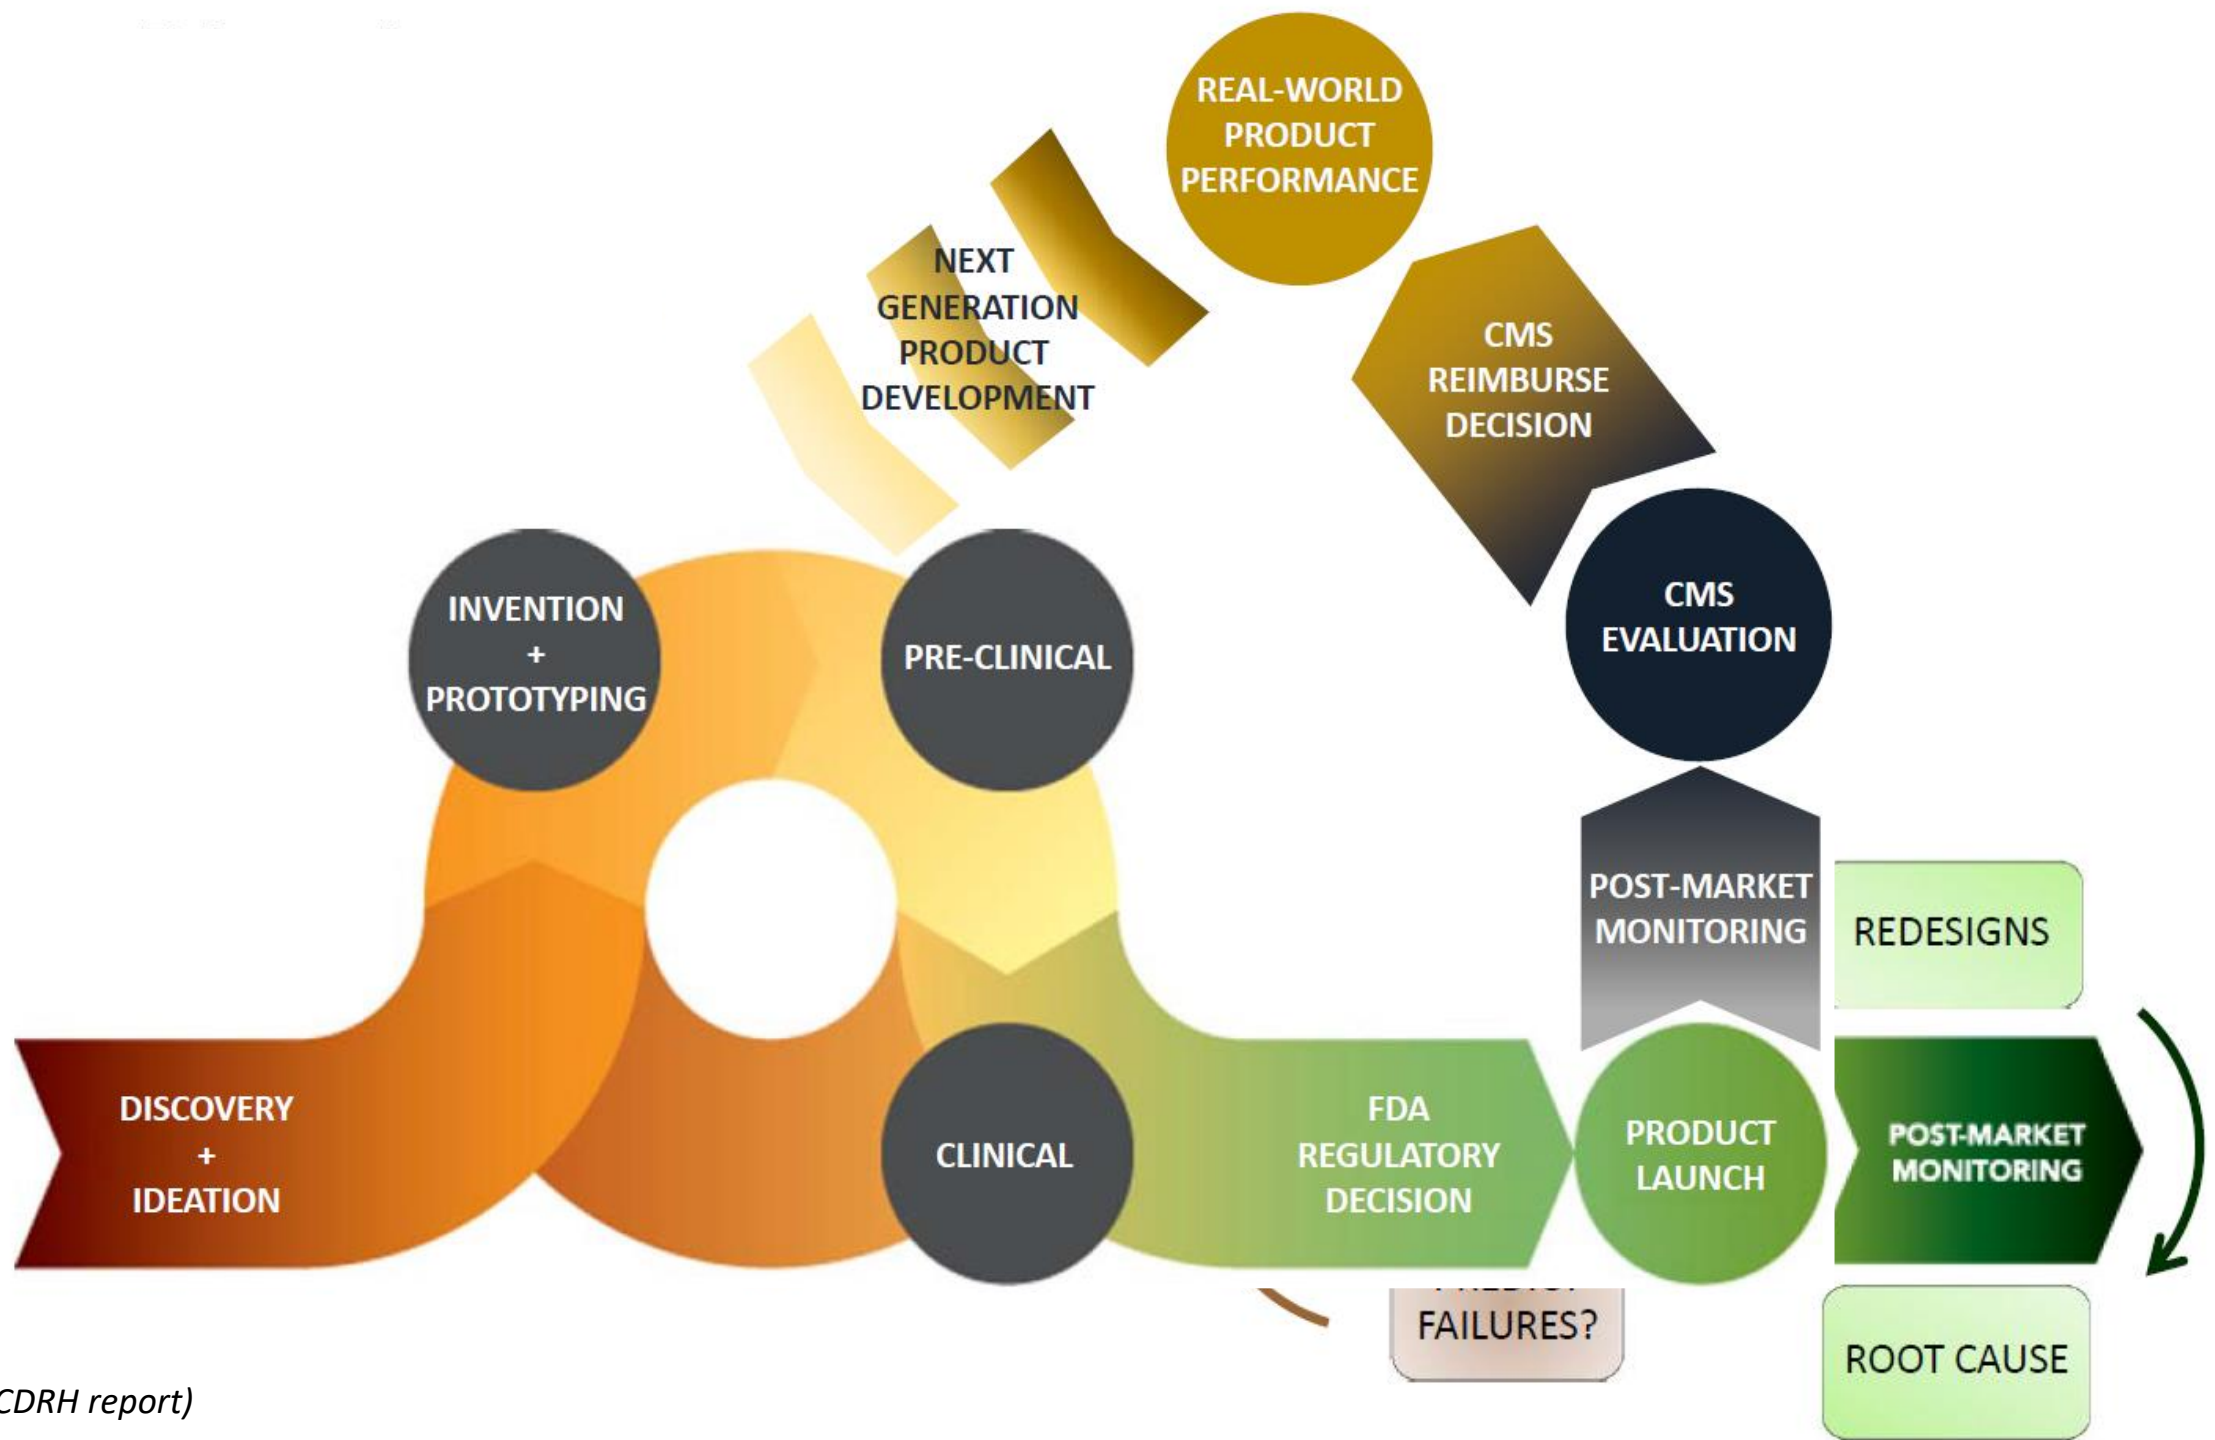 REAL-WORLD
PRODUCT
PERFORMANCE
NEXT
GENERATION
PRODUCT
DEVELOPMENT
CMS
REIMBURSE
DECISION
INVENTION
+
PROTOTYPING
PRE-CLINICAL
CMS
EVALUATION
POST-MARKET
MONITORING
REDESIGNS
DISCOVERY
+
IDEATION
CLINICAL
FDA
REGULATORY
DECISION
PRODUCT
LAUNCH
POST-MARKET
MONITORING
FAILURES?
ROOT CAUSE
CDRH report)